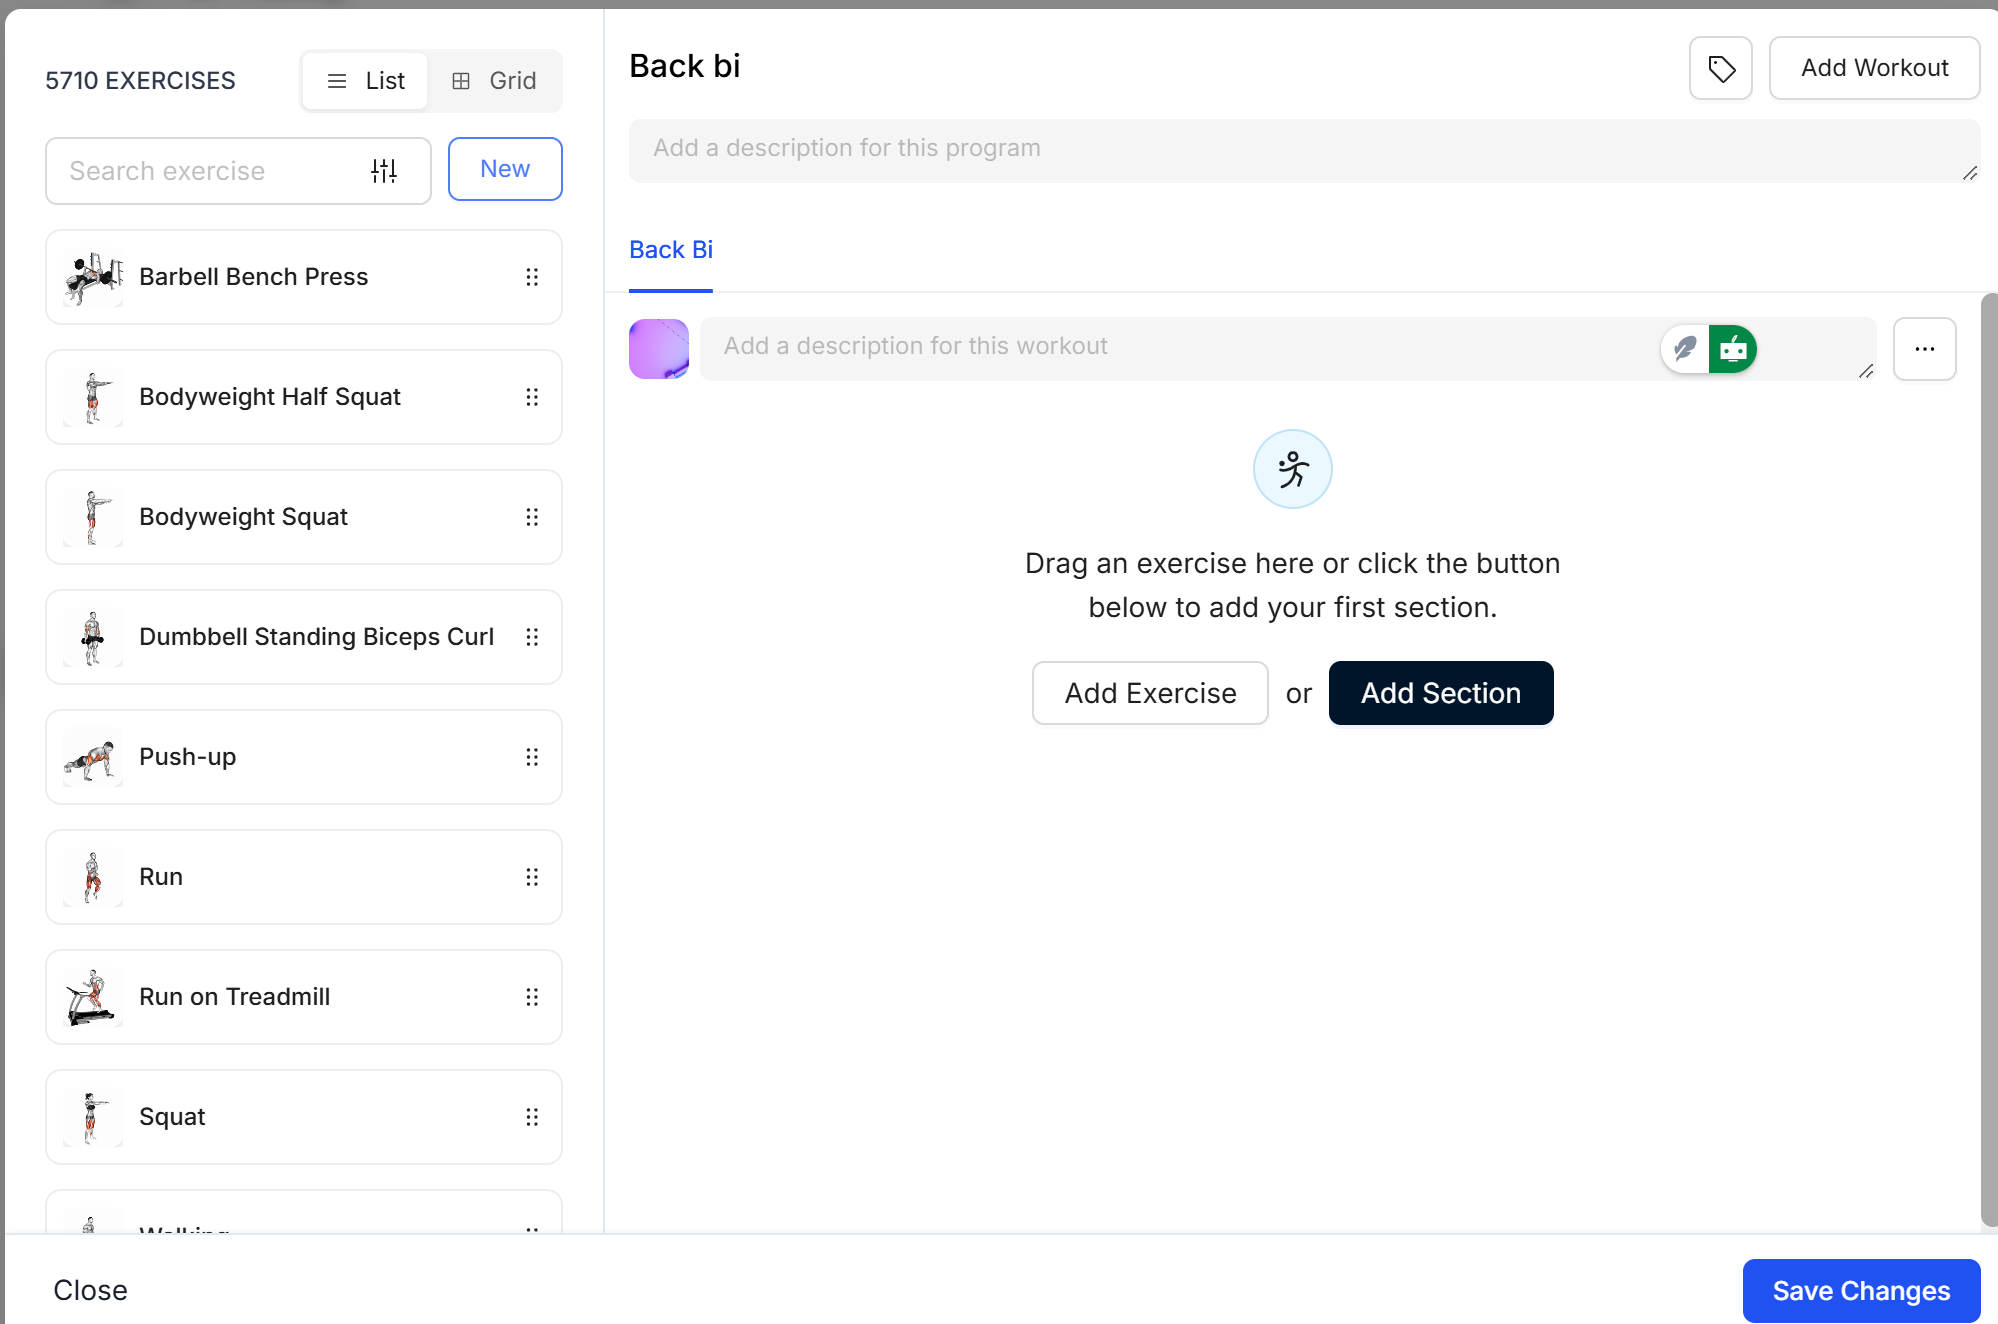 5710 EXERCISES
List
Grid
Search exercise
New
Barbell Bench Press
Bodyweight Half Squat
Bodyweight Squat
Dumbbell Standing Biceps Curl
Push-up
Run
Run on Treadmill
Squat
Walking
Close
Back bi
Add Workout
Add a description for this program
Back Bi
Add a description for this workout
Drag an exercise here or click the button
below to add your first section.
Add Exercise or Add Section
Save Changes